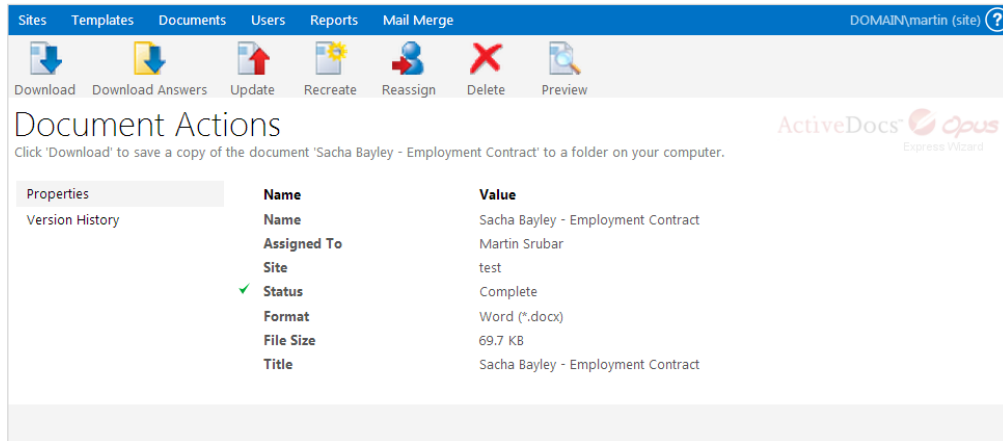 Sites Templates Documents Users Reports Mail Merge DOMAIN\martin (site) ?
Download Download Answers Update Recreate Reassign Delete Preview
Document Actions
ActiveDocs Opus
Express Wizard
Click 'Download' to save a copy of the document 'Sacha Bayley - Employment Contract' to a folder on your computer.
Properties
Version History
Name Value
Name Sacha Bayley - Employment Contract
Assigned To Martin Srubar
Site test
Status Complete
Format Word (*.docx)
File Size 69.7 KB
Title Sacha Bayley - Employment Contract